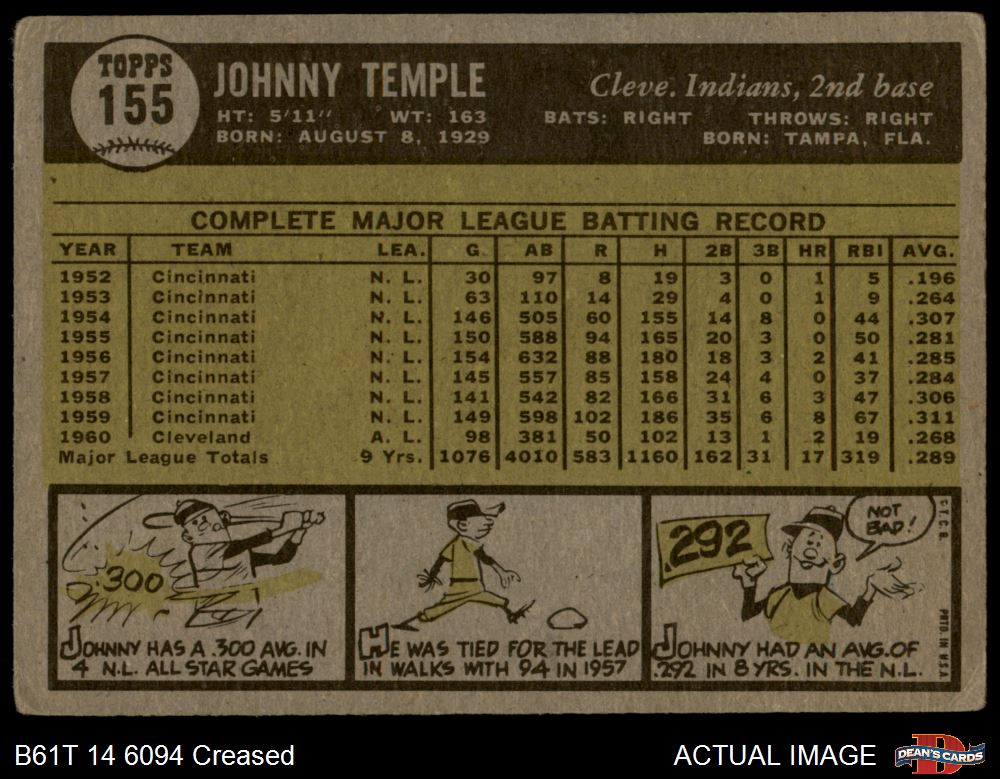 TOPPS
155
JOHNNY TEMPLE
Cleve. Indians, 2nd base
HT: 5'11" WT: 163 BATS: RIGHT THROWS: RIGHT
BORN: AUGUST 8, 1929 BORN: TAMPA, FLA.
COMPLETE MAJOR LEAGUE BATTING RECORD
YEAR TEAM LEA. G. AB R H 2B 3B HR RBI AVG.
1952 Cincinnati N. L. 30 97 8 19 3 0 1 5 .196
1953 Cincinnati N. L. 63 110 14 29 4 0 1 9 .264
1954 Cincinnati N. L. 146 505 60 155 14 8 0 44 .307
1955 Cincinnati N. L. 150 588 94 165 20 3 0 50 .281
1956 Cincinnati N. L. 154 632 88 180 18 3 2 41 .285
1957 Cincinnati N. L. 145 557 85 158 24 4 0 37 .284
1958 Cincinnati N. L. 141 542 82 166 31 6 3 47 .306
1959 Cincinnati N. L. 149 598 102 186 35 6 8 67 .311
1960 Cleveland A. L. 98 381 50 102 13 1 2 19 .268
Major League Totals 9 Yrs. 1076 4010 583 1160 162 31 17 319 .289
.300
JOHNNY HAS A .300 AVG. IN
4 N.L. ALL STAR GAMES
HE WAS TIED FOR THE LEAD
IN WALKS WITH 94 IN 1957
.292
NOT
BAD!
JOHNNY HAD AN AVG. OF
.292 IN 8 YRS. IN THE N.L.
© T. C. G. PRTD. IN U.S.A.
B61T 14 6094 Creased
ACTUAL IMAGE
DEAN'S CARDS